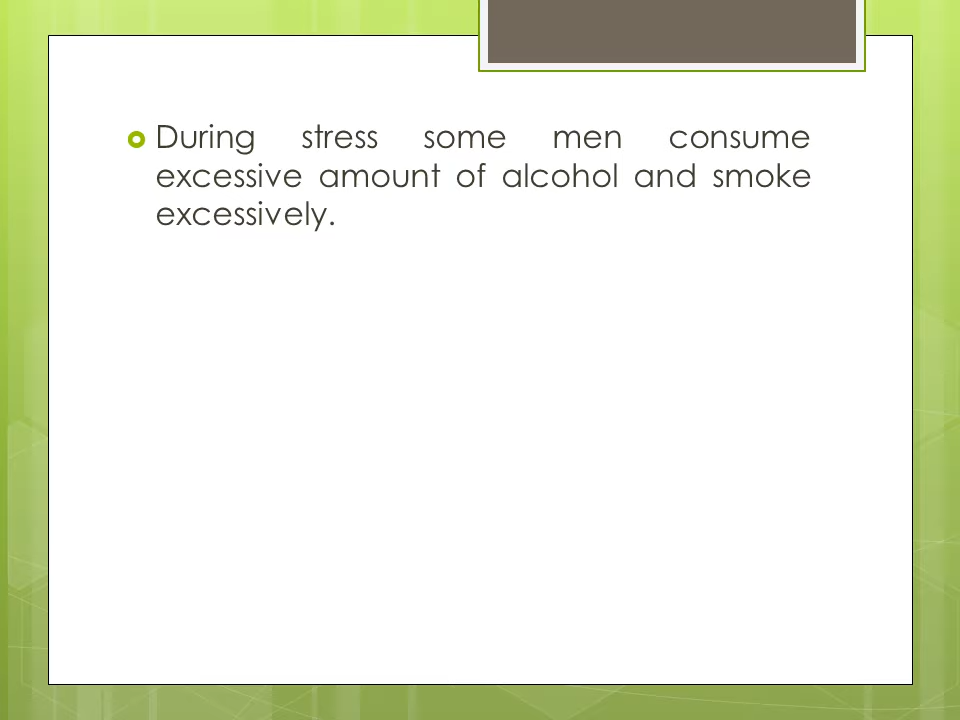 During stress some men consume
excessive amount of alcohol and smoke
excessively.